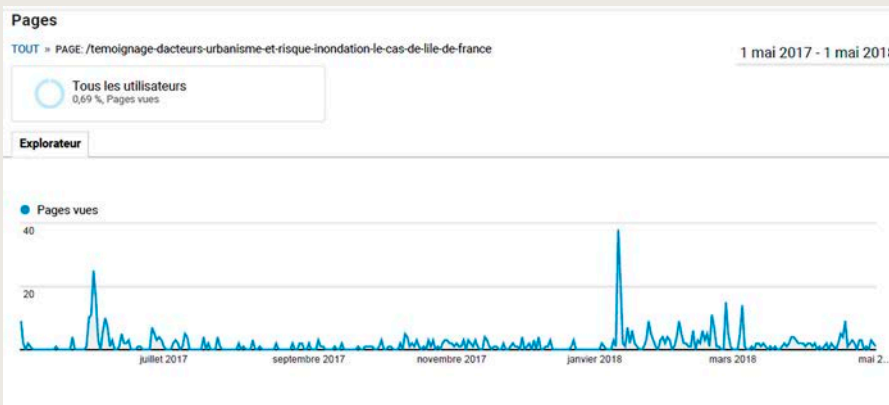 Pages
TOUT » PAGE: /temoignage-dacteurs-urbanisme-et-risque-inondation-le-cas-de-lile-de-france
1 mai 2017 - 1 mai 2018
Tous les utilisateurs
0,69 %, Pages vues
Explorateur
Pages vues
40
20
juillet 2017 septembre 2017 novembre 2017 janvier 2018 mars 2018 mai 2...